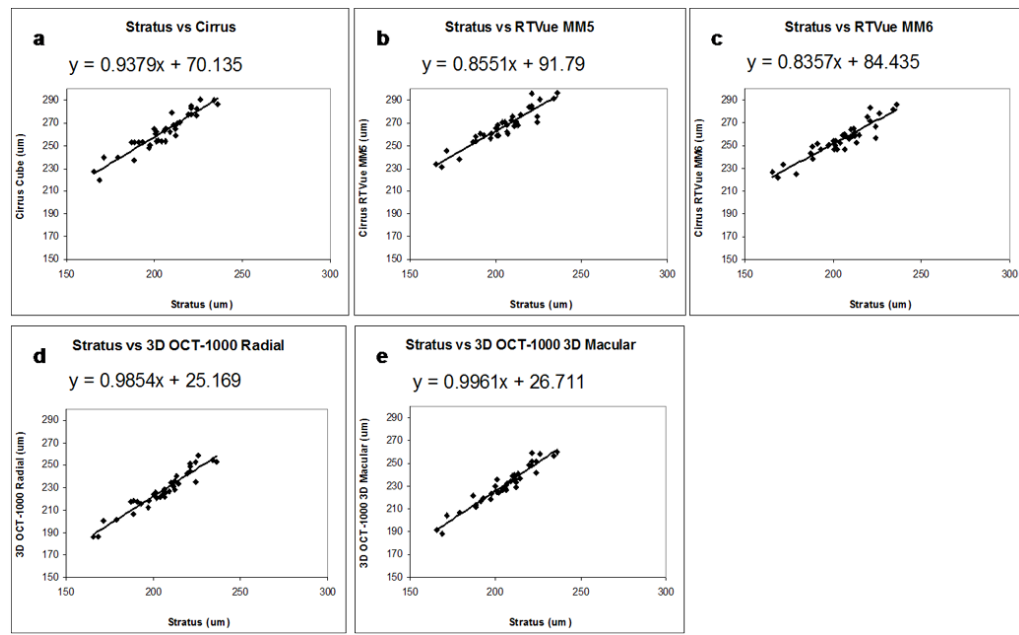 a
Stratus vs Cirrus
y = 0.9379x + 70.135
Cirrus Cube (um)
290
270
250
230
210
190
170
150
150 200 250 300
Stratus (um)
b
Stratus vs RTVue MM5
y = 0.8551x + 91.79
Cirrus RTVue MM5 (um)
290
270
250
230
210
190
170
150
150 200 250 300
Stratus (um)
c
Stratus vs RTVue MM6
y = 0.8357x + 84.435
Cirrus RTVue MM6 (um)
290
270
250
230
210
190
170
150
150 200 250 300
Stratus (um)
d
Stratus vs 3D OCT-1000 Radial
y = 0.9854x + 25.169
3D OCT-1000 Radial (um)
290
270
250
230
210
190
170
150
150 200 250 300
Stratus (um)
e
Stratus vs 3D OCT-1000 3D Macular
y = 0.9961x + 26.711
3D OCT-1000 3D Macular (um)
290
270
250
230
210
190
170
150
150 200 250 300
Stratus (um)